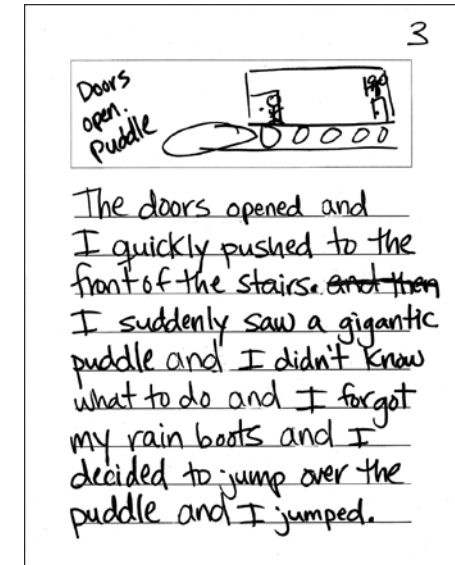 3
Doors
open.
Puddle
The doors opened and
I quickly pushed to the
front of the stairs. and then
I suddenly saw a gigantic
puddle and I didn't know
what to do and I forgot
my rain boots and I
decided to jump over the
puddle and I jumped.